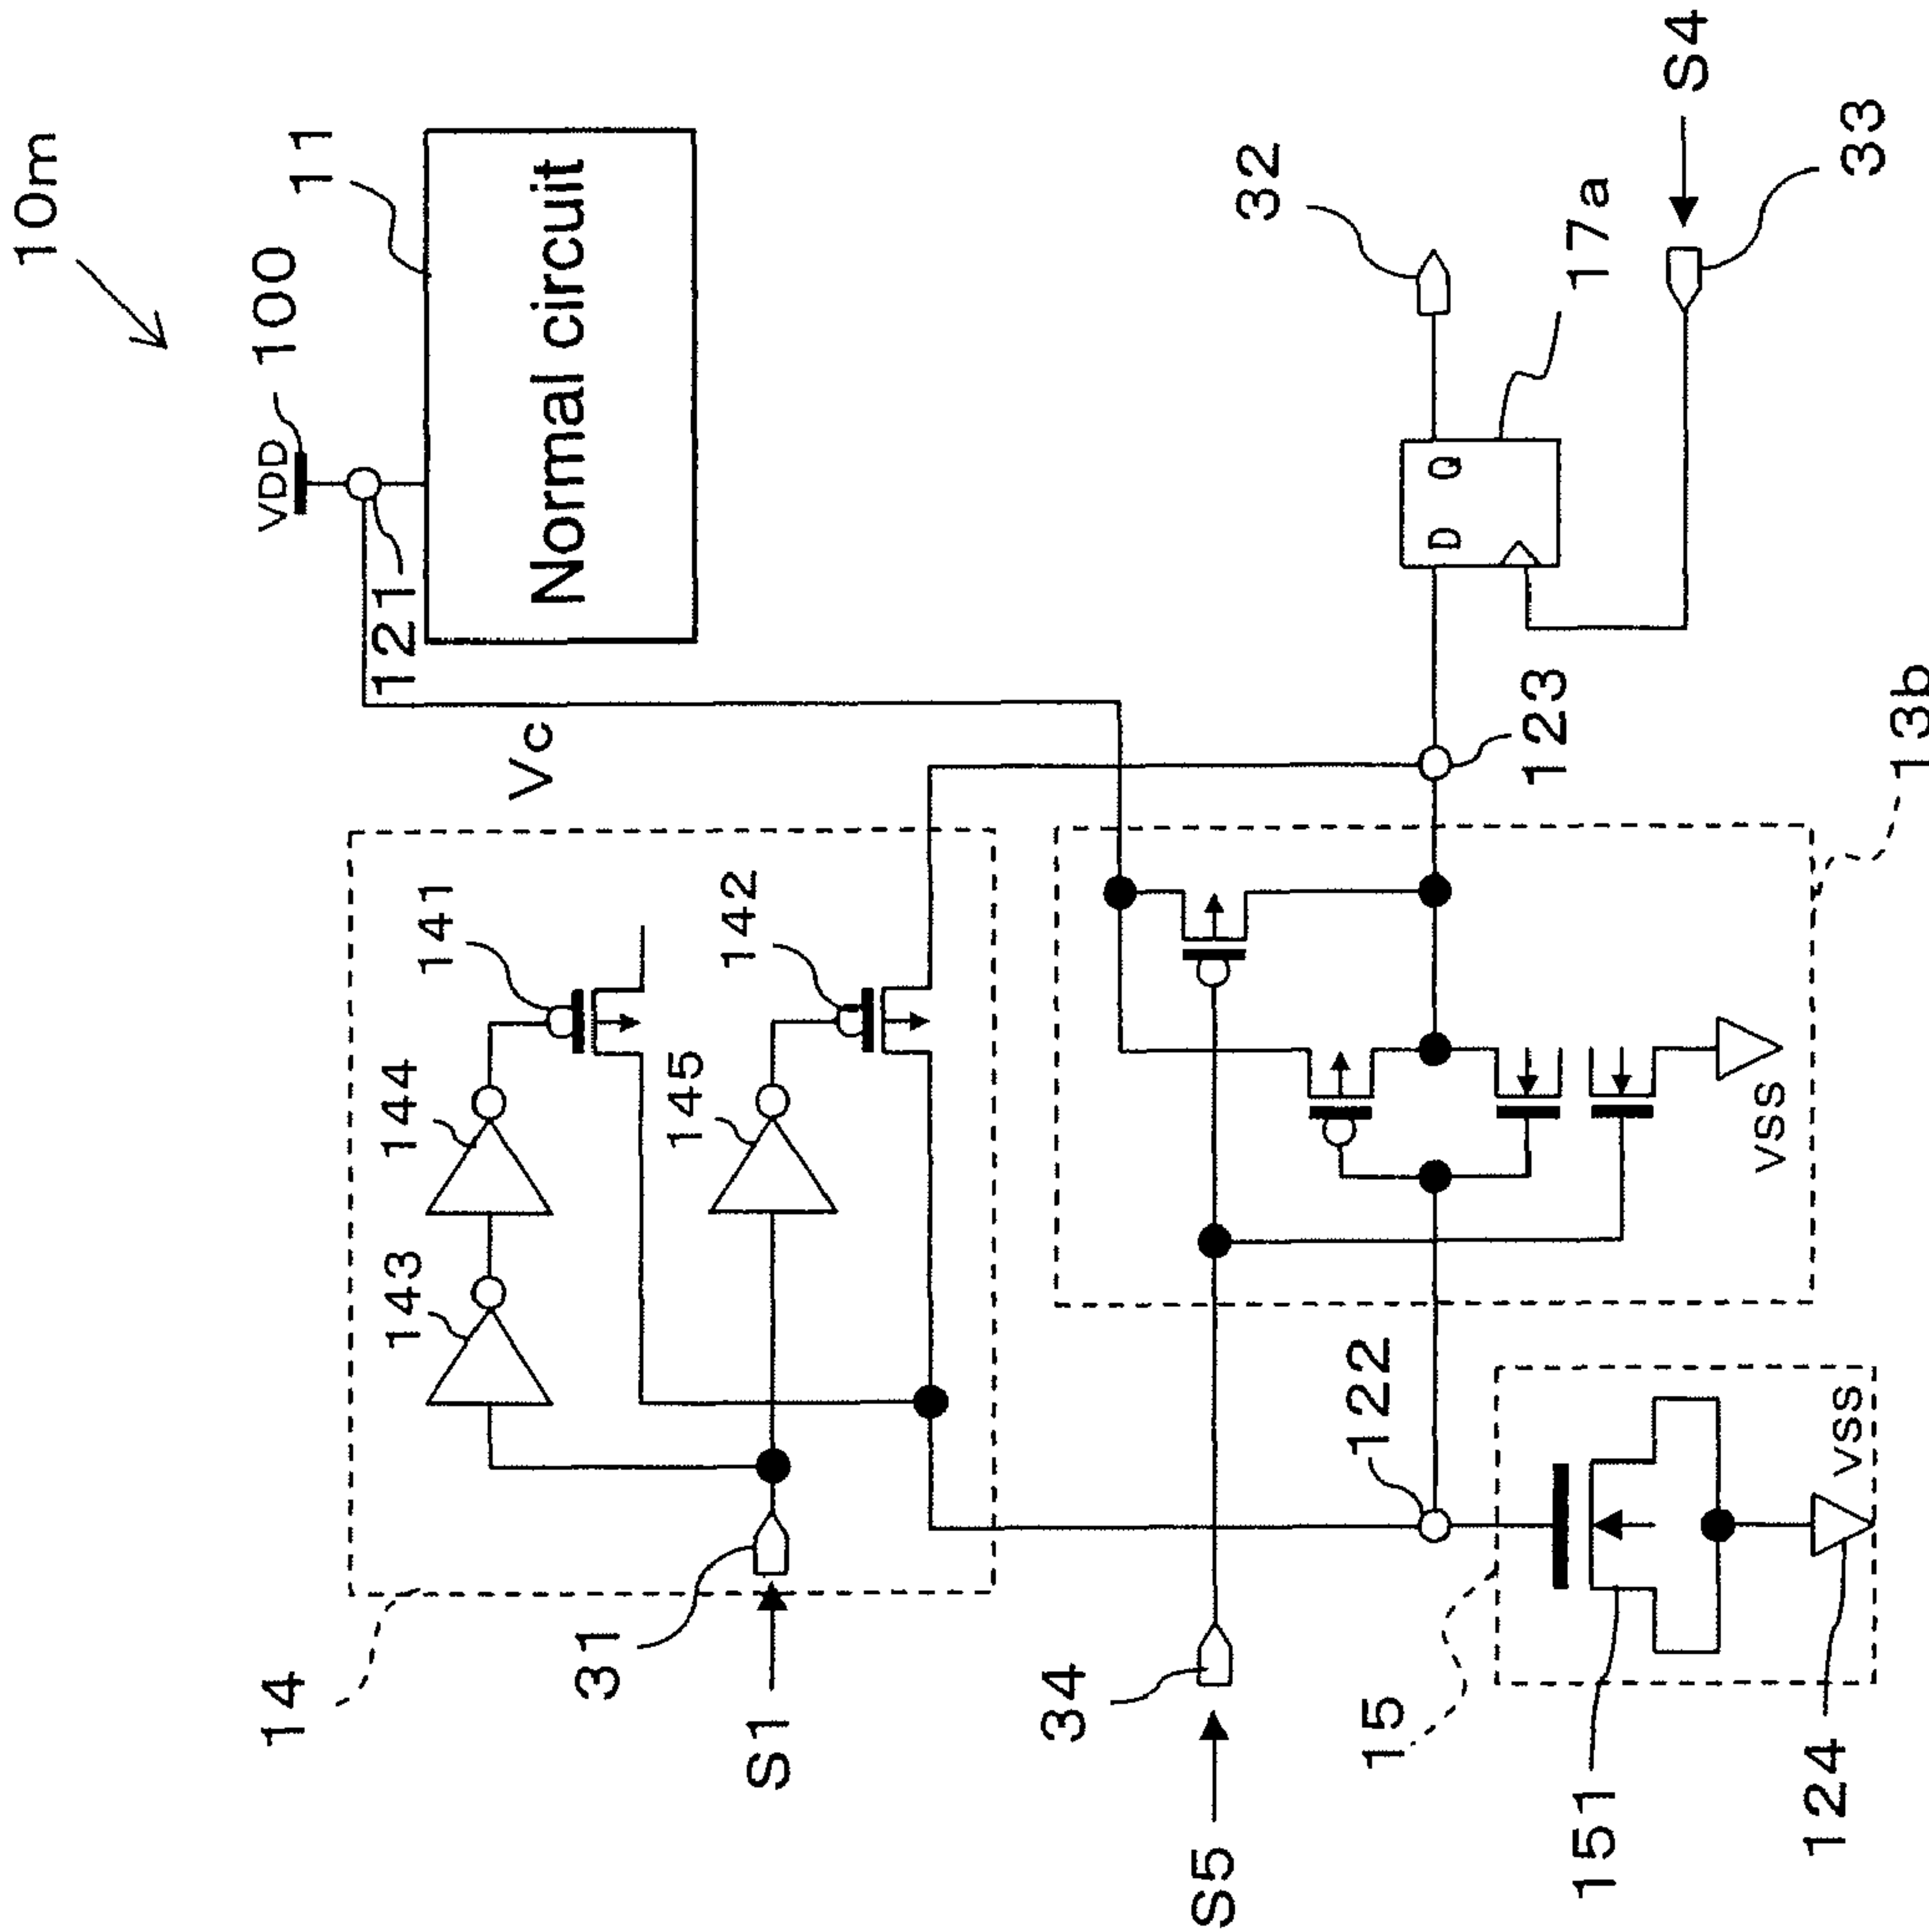 10m
100
VDD
11
Normal circuit
121
Vc
14
141
144
143
142
145
31
S1
32
17a
D Q
S4
33
123
13b
34
S5
122
VSS
15
VSS
151
124